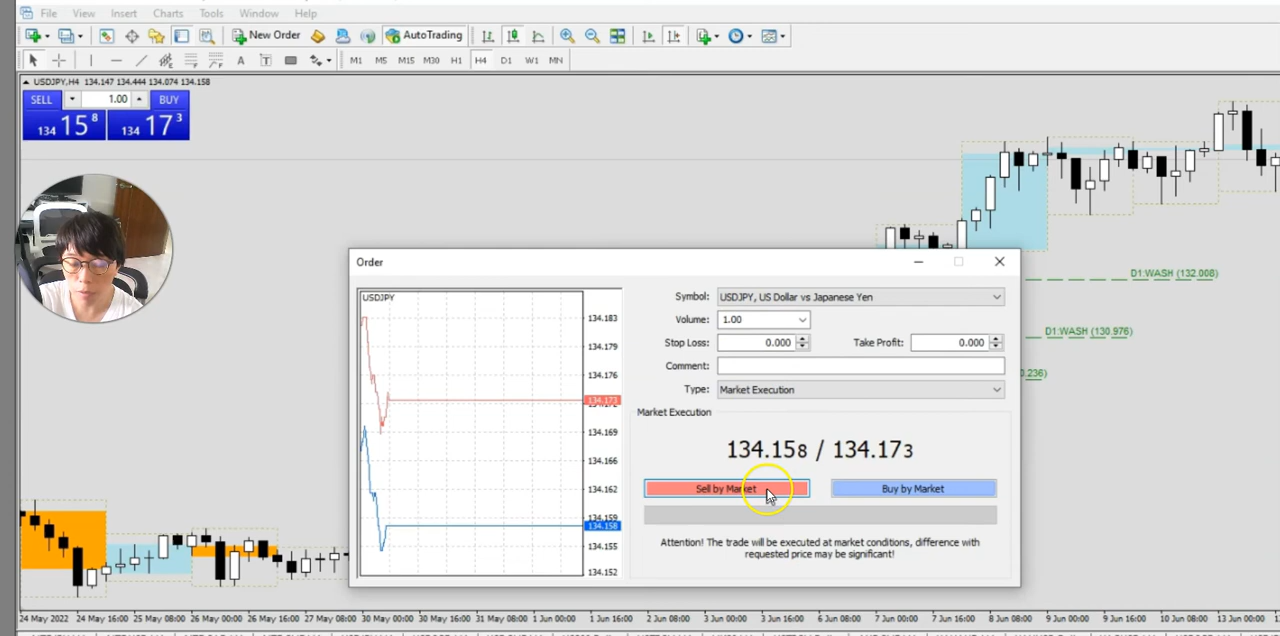 File View Insert Charts Tools Window Help
New Order AutoTrading
A T M1 M5 M15 M30 H1 H4 D1 W1 MN
USDJPY,H4 134.147 134.444 134.074 134.158
SELL 1.00 BUY
134 15 8 134 17 3
D1:WASH (132.008)
D1:WASH (130.976)
0.236)
Order
USDJPY
134.183
134.179
134.176
134.173
134.169
134.166
134.162
134.159
134.158
134.155
134.152
Symbol: USDJPY, US Dollar vs Japanese Yen
Volume: 1.00
Stop Loss: 0.000 Take Profit: 0.000
Comment:
Type: Market Execution
Market Execution
134.158 / 134.173
Sell by Market Buy by Market
Attention! The trade will be executed at market conditions, difference with
requested price may be significant!
24 May 2022 24 May 16:00 25 May 08:00 26 May 00:00 26 May 16:00 27 May 08:00 30 May 00:00 30 May 16:00 31 May 08:00 1 Jun 00:00 1 Jun 16:00 2 Jun 08:00 3 Jun 00:00 3 Jun 16:00 6 Jun 08:00 7 Jun 00:00 7 Jun 16:00 8 Jun 08:00 9 Jun 00:00 9 Jun 16:00 10 Jun 08:00 13 Jun 00:00